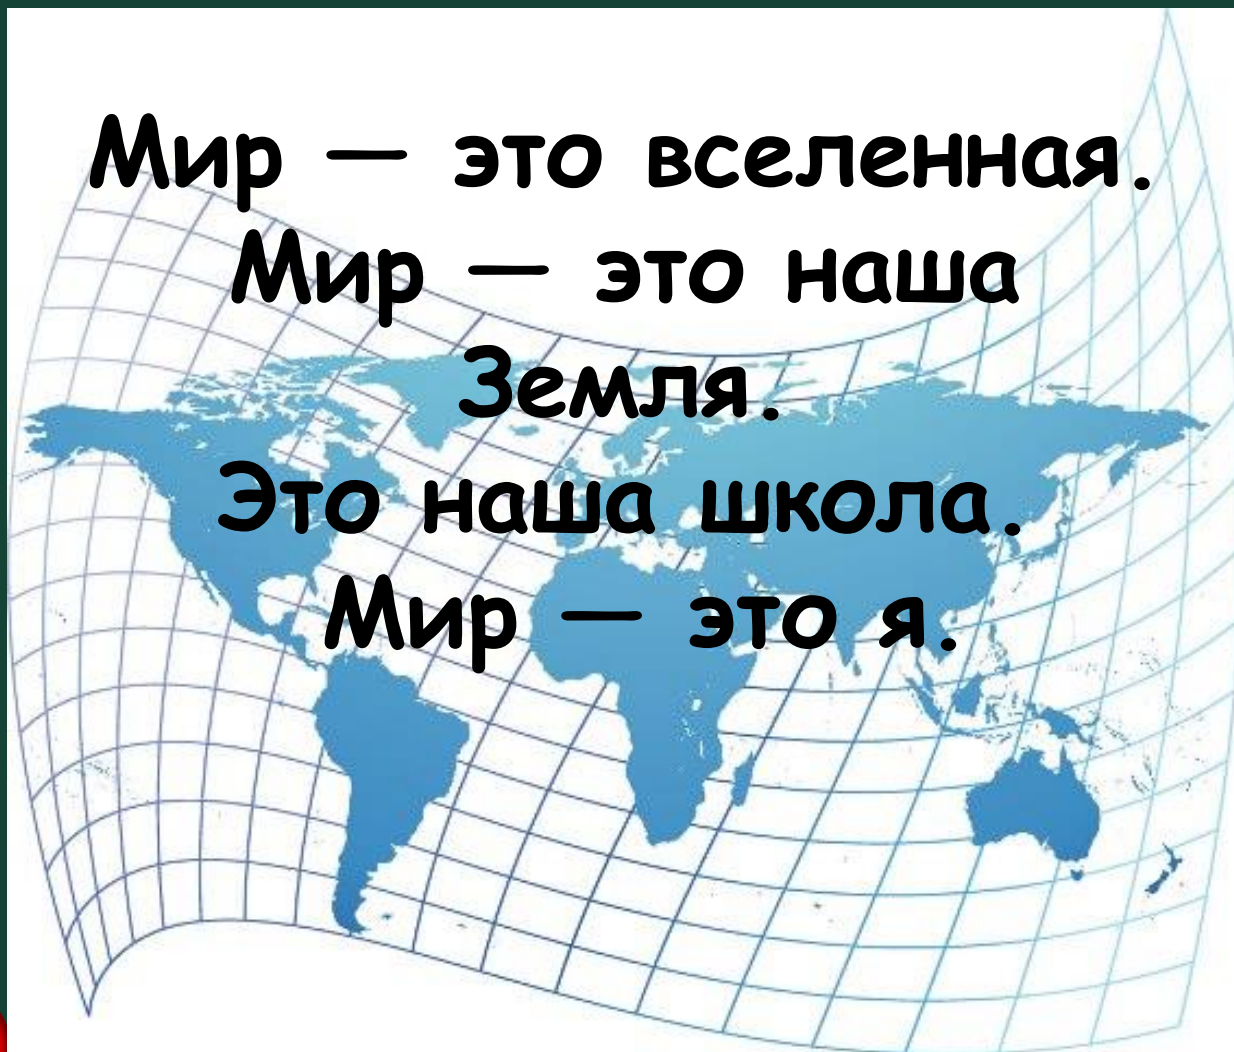 Мир — это вселенная.
Мир — это наша
Земля.
Это наша школа.
Мир — это я.